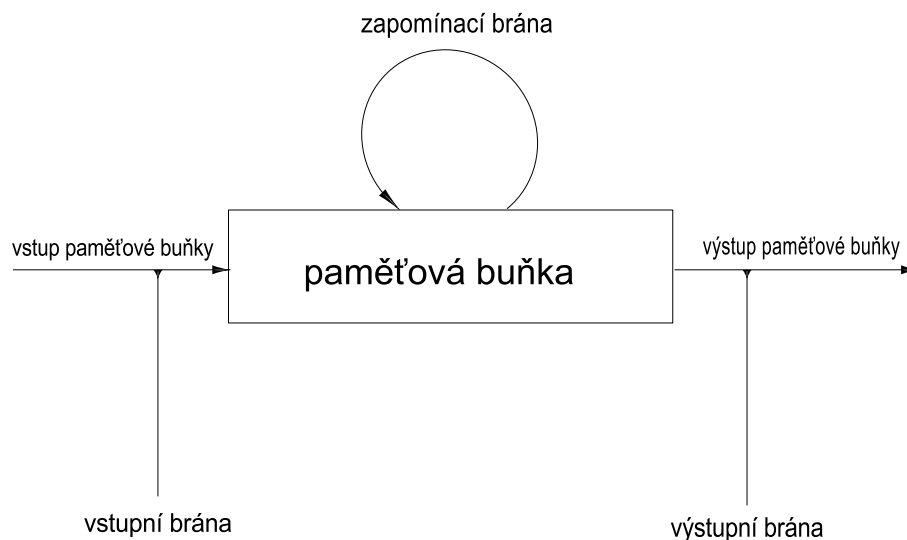 zapomínací brána
vstup paměťové buňky
výstup paměťové buňky
paměťová buňka
vstupní brána
výstupní brána